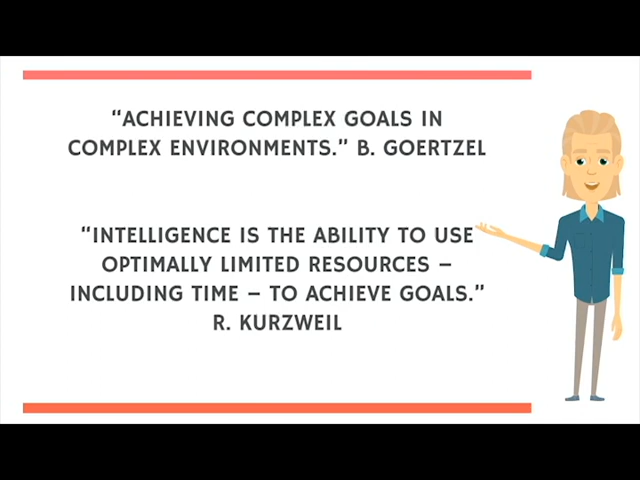 “ACHIEVING COMPLEX GOALS IN
COMPLEX ENVIRONMENTS.” B. GOERTZEL
“INTELLIGENCE IS THE ABILITY TO USE
OPTIMALLY LIMITED RESOURCES –
INCLUDING TIME – TO ACHIEVE GOALS.”
R. KURZWEIL